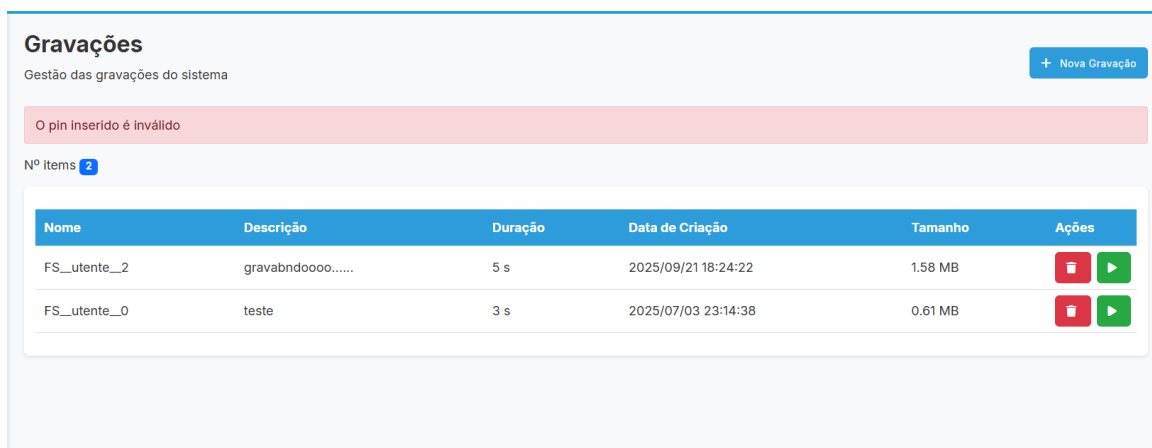 Gravações
Gestão das gravações do sistema
+ Nova Gravação
O pin inserido é inválido
Nº items 2
Nome Descrição Duração Data de Criação Tamanho Ações
FS__utente__2 gravabndoooo...... 5 s 2025/09/21 18:24:22 1.58 MB
FS__utente__0 teste 3 s 2025/07/03 23:14:38 0.61 MB